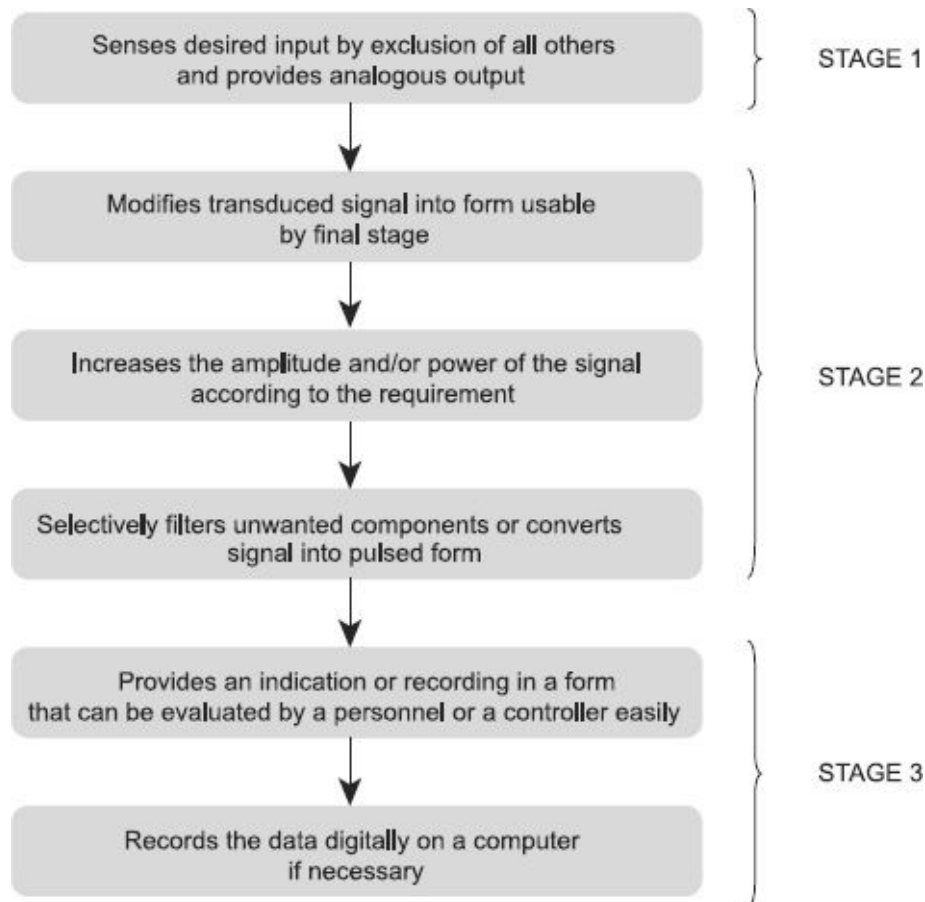 Senses desired input by exclusion of all others
and provides analogous output
STAGE 1
Modifies transduced signal into form usable
by final stage
Increases the amplitude and/or power of the signal
according to the requirement
STAGE 2
Selectively filters unwanted components or converts
signal into pulsed form
Provides an indication or recording in a form
that can be evaluated by a personnel or a controller easily
STAGE 3
Records the data digitally on a computer
if necessary